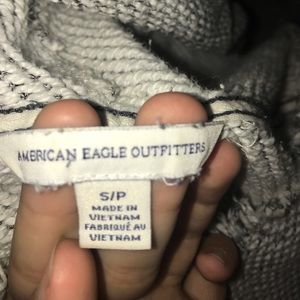 AMERICAN EAGLE OUTFITTERS
S/P
MADE IN
VIETNAM
FABRIQUÉ AU
VIETNAM